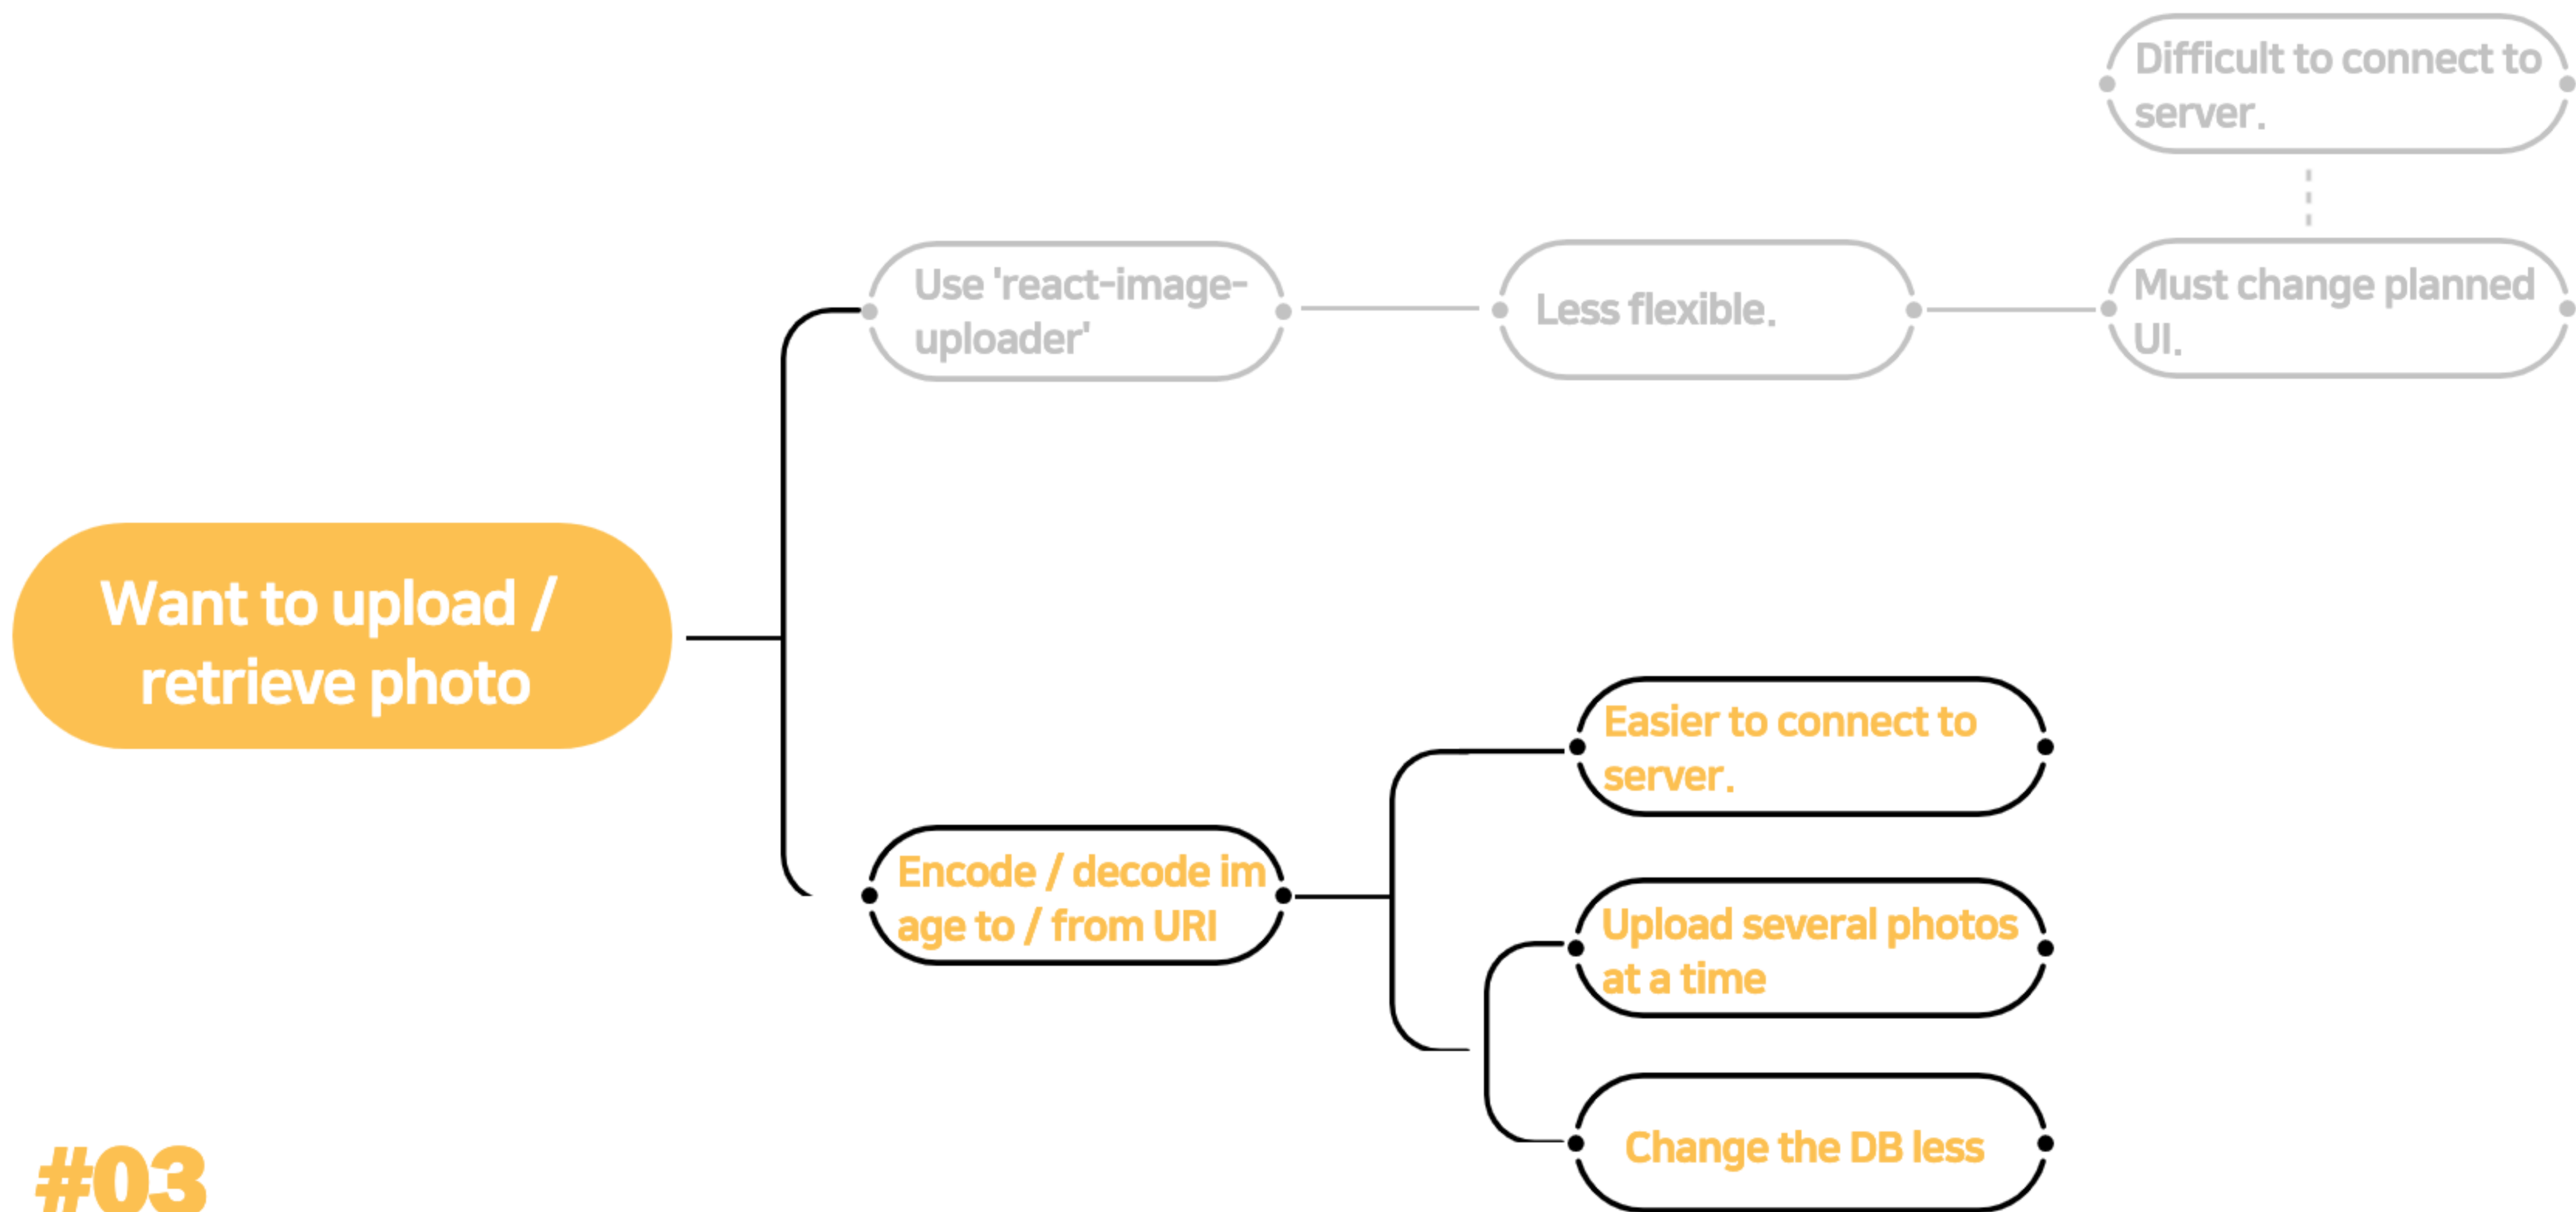 Difficult to connect to
server.
Use 'react-image-
uploader'
Less flexible.
Must change planned
UI.
Want to upload /
retrieve photo
Easier to connect to
server.
Encode / decode im
age to / from URI
Upload several photos
at a time
Change the DB less
#03